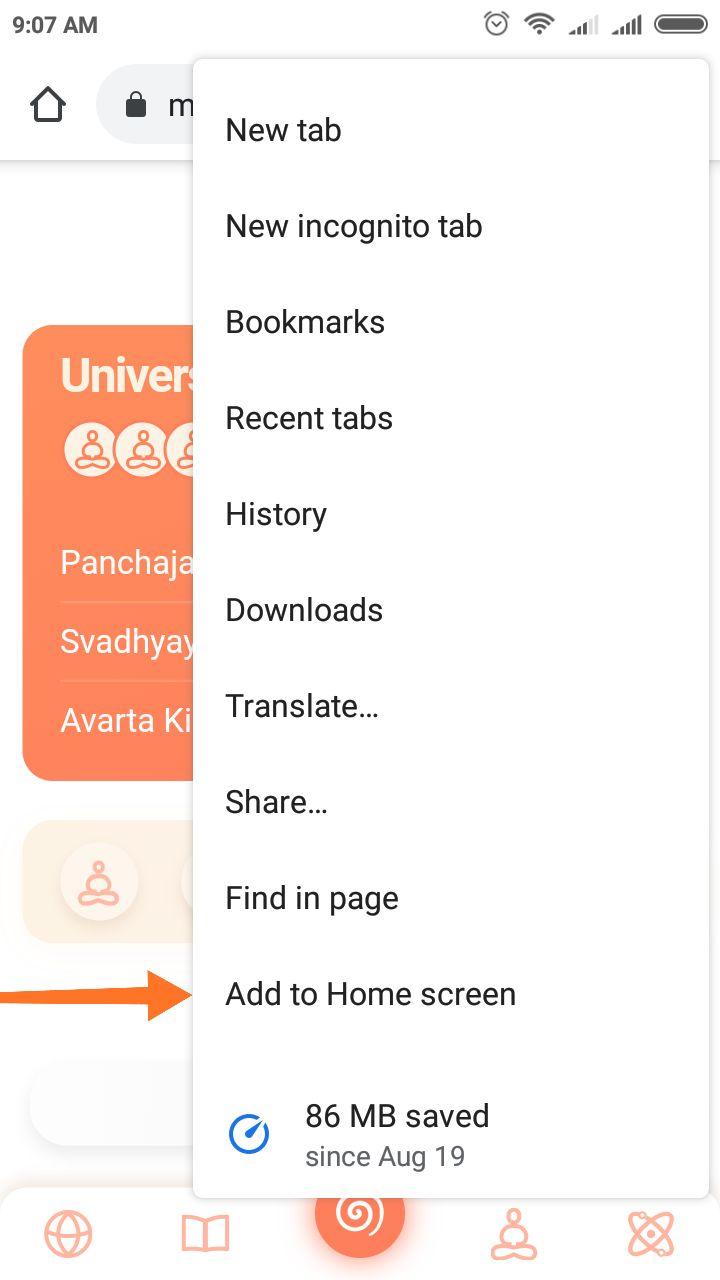 9:07 AM
New tab
New incognito tab
Bookmarks
Recent tabs
History
Downloads
Translate...
Share...
Find in page
Add to Home screen
86 MB saved
since Aug 19
m
Univers
Panchaja
Svadhyay
Avarta Ki